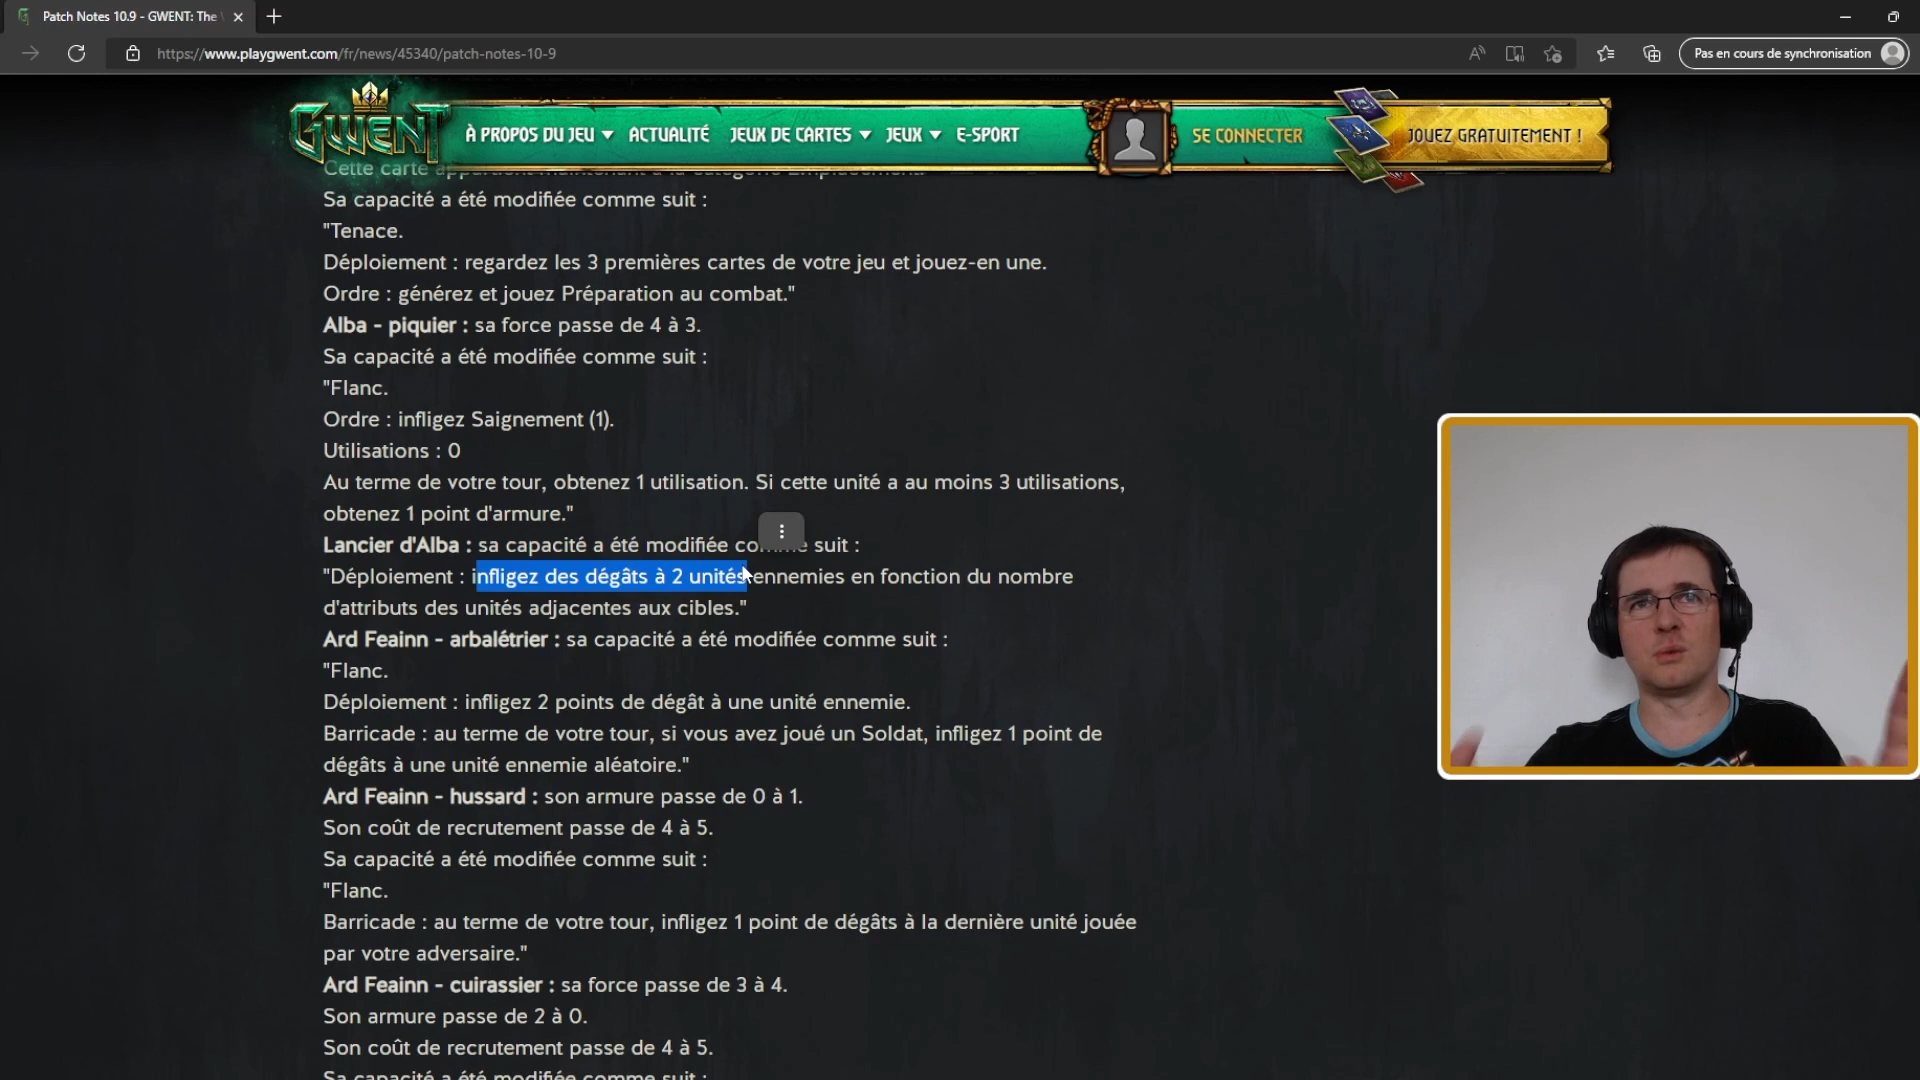 Patch Notes 10.9 - GWENT: The
https://www.playgwent.com/fr/news/45340/patch-notes-10-9
Pas en cours de synchronisation
GWENT
À PROPOS DU JEU
ACTUALITÉ
JEUX DE CARTES
JEUX
E-SPORT
SE CONNECTER
JOUEZ GRATUITEMENT !
Cette carte
Sa capacité a été modifiée comme suit :
"Tenace.
Déploiement : regardez les 3 premières cartes de votre jeu et jouez-en une.
Ordre : générez et jouez Préparation au combat."
Alba - piquier : sa force passe de 4 à 3.
Sa capacité a été modifiée comme suit :
"Flanc.
Ordre : infligez Saignement (1).
Utilisations : 0
Au terme de votre tour, obtenez 1 utilisation. Si cette unité a au moins 3 utilisations,
obtenez 1 point d'armure."
Lancier d'Alba : sa capacité a été modifiée suit :
"Déploiement : infligez des dégâts à 2 unités ennemies en fonction du nombre
d'attributs des unités adjacentes aux cibles."
Ard Feainn - arbalétrier : sa capacité a été modifiée comme suit :
"Flanc.
Déploiement : infligez 2 points de dégât à une unité ennemie.
Barricade : au terme de votre tour, si vous avez joué un Soldat, infligez 1 point de
dégâts à une unité ennemie aléatoire."
Ard Feainn - hussard : son armure passe de 0 à 1.
Son coût de recrutement passe de 4 à 5.
Sa capacité a été modifiée comme suit :
"Flanc.
Barricade : au terme de votre tour, infligez 1 point de dégâts à la dernière unité jouée
par votre adversaire."
Ard Feainn - cuirassier : sa force passe de 3 à 4.
Son armure passe de 2 à 0.
Son coût de recrutement passe de 4 à 5.
Sa capacité a été modifiée comme suit :